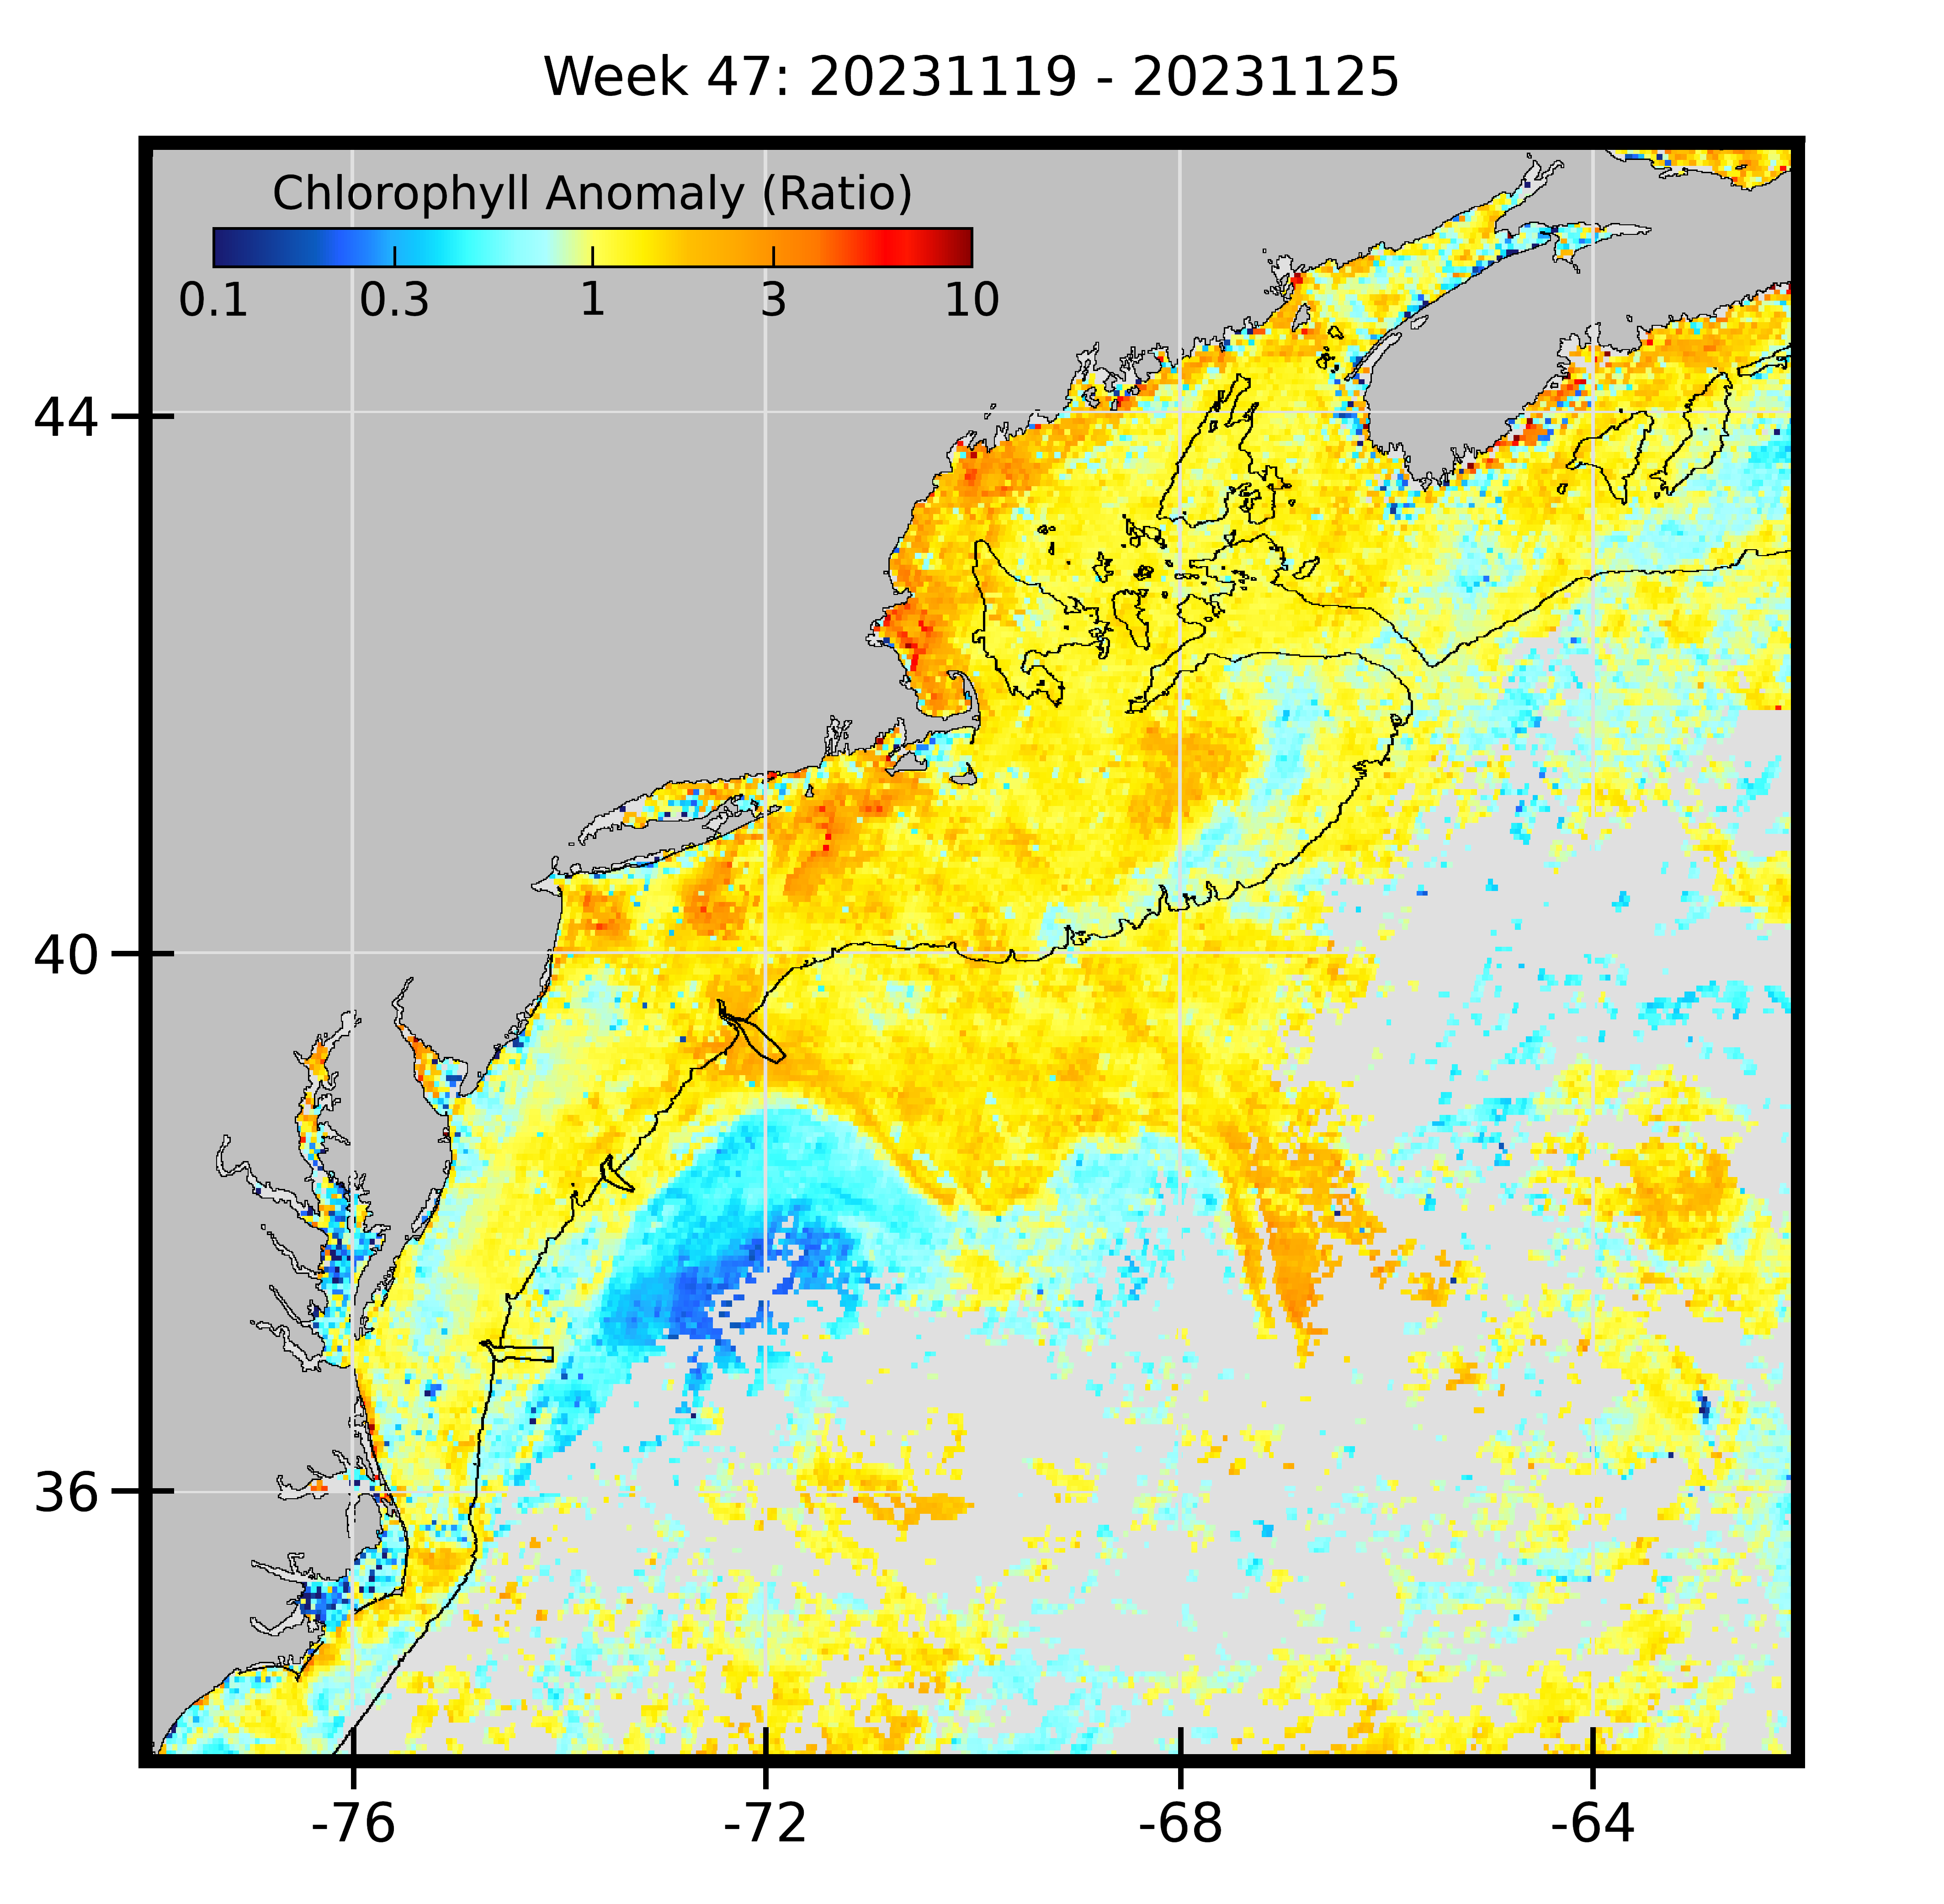 Week 47: 20231119 - 20231125
Chlorophyll Anomaly (Ratio)
0.1 0.3 1 3 10
44
40
36
-76 -72 -68 -64